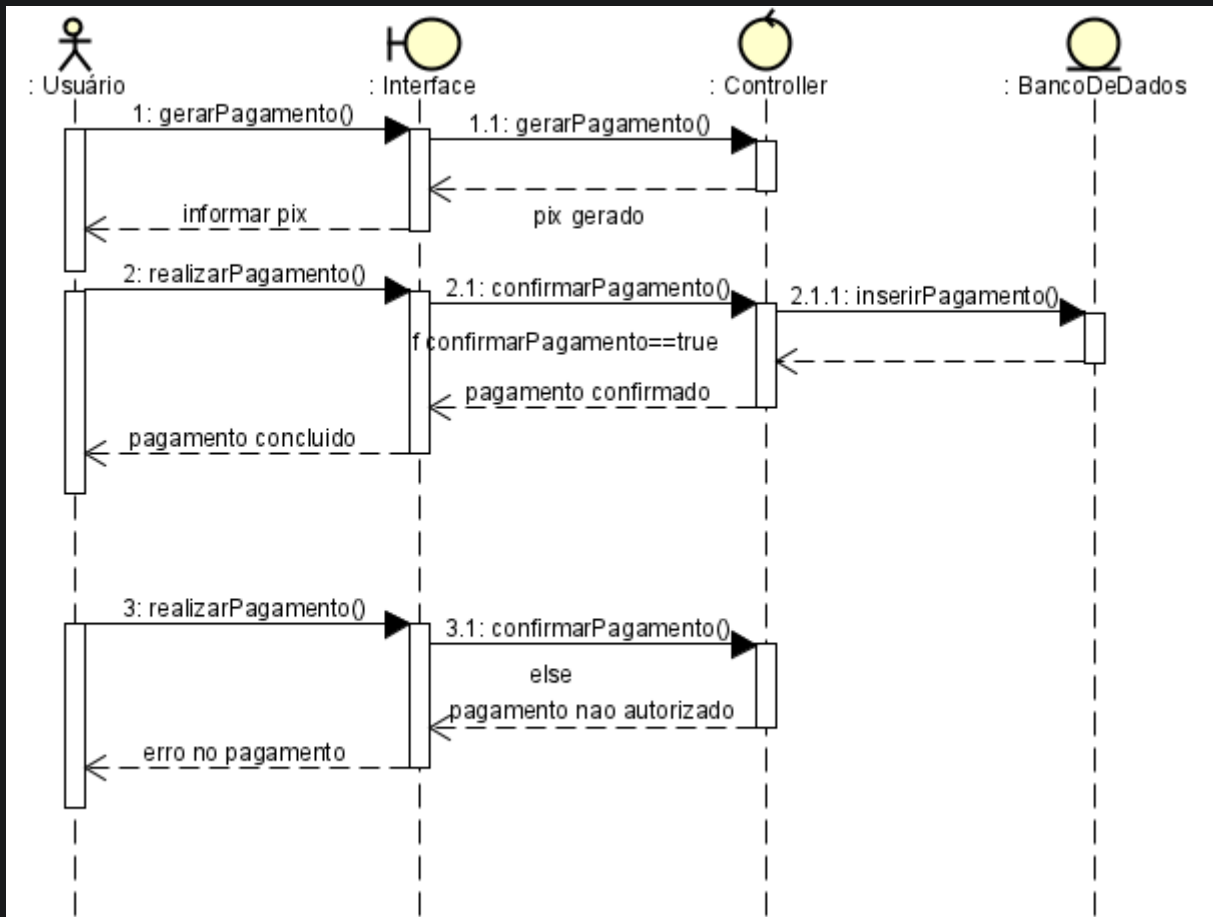 : Usuário
: Interface
: Controller
: BancoDeDados
1: gerarPagamento()
1.1: gerarPagamento()
informar pix
pix gerado
2: realizarPagamento()
2.1: confirmarPagamento()
2.1.1: inserirPagamento()
f confirmarPagamento==true
pagamento confirmado
pagamento concluido
3: realizarPagamento()
3.1: confirmarPagamento()
else
pagamento nao autorizado
erro no pagamento